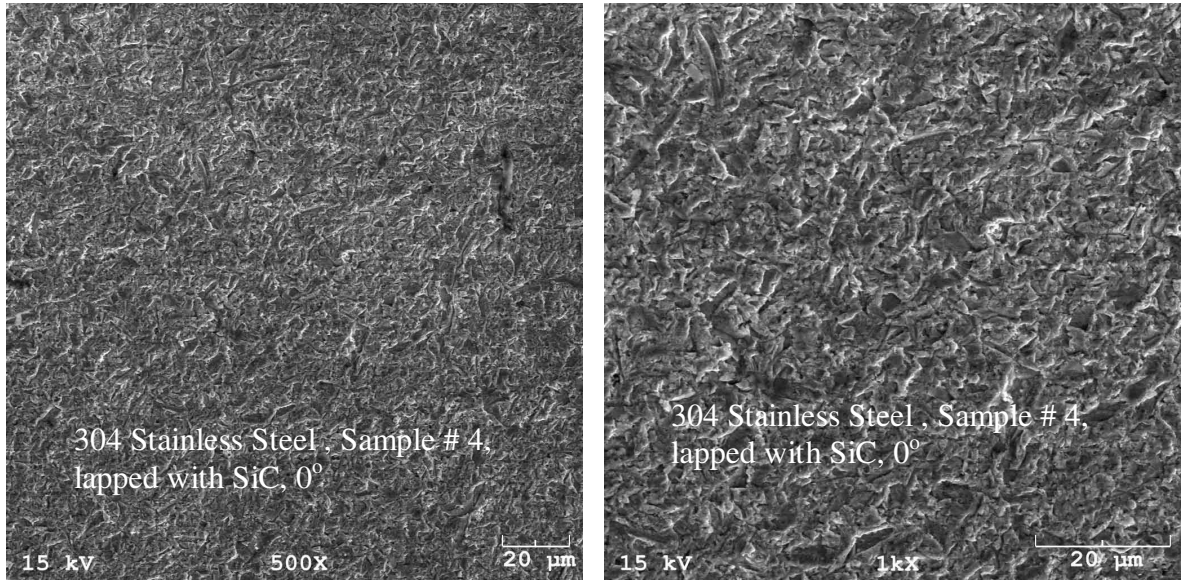 304 Stainless Steel , Sample # 4,
lapped with SiC, 0°
15 kV 500X 20 µm
304 Stainless Steel , Sample # 4,
lapped with SiC, 0°
15 kV 1kX 20 µm